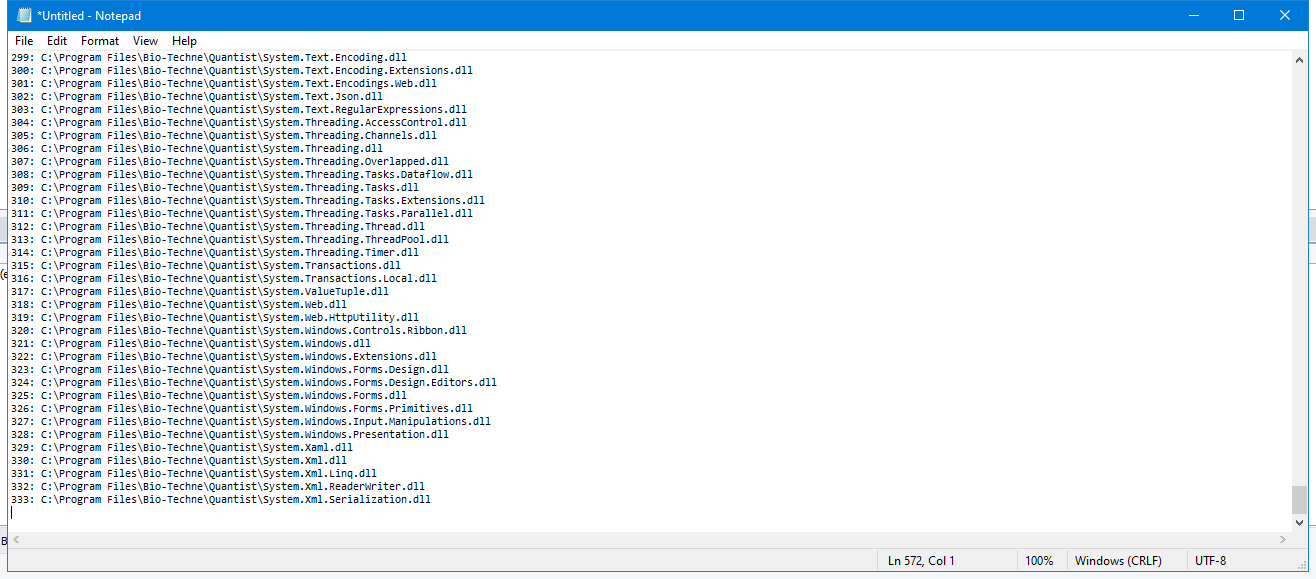 *Untitled - Notepad
File Edit Format View Help
299: C:\Program Files\Bio-Techne\Quantist\System.Text.Encoding.dll
300: C:\Program Files\Bio-Techne\Quantist\System.Text.Encoding.Extensions.dll
301: C:\Program Files\Bio-Techne\Quantist\System.Text.Encodings.Web.dll
302: C:\Program Files\Bio-Techne\Quantist\System.Text.Json.dll
303: C:\Program Files\Bio-Techne\Quantist\System.Text.RegularExpressions.dll
304: C:\Program Files\Bio-Techne\Quantist\System.Threading.AccessControl.dll
305: C:\Program Files\Bio-Techne\Quantist\System.Threading.Channels.dll
306: C:\Program Files\Bio-Techne\Quantist\System.Threading.dll
307: C:\Program Files\Bio-Techne\Quantist\System.Threading.Overlapped.dll
308: C:\Program Files\Bio-Techne\Quantist\System.Threading.Tasks.Dataflow.dll
309: C:\Program Files\Bio-Techne\Quantist\System.Threading.Tasks.dll
310: C:\Program Files\Bio-Techne\Quantist\System.Threading.Tasks.Extensions.dll
311: C:\Program Files\Bio-Techne\Quantist\System.Threading.Tasks.Parallel.dll
312: C:\Program Files\Bio-Techne\Quantist\System.Threading.Thread.dll
313: C:\Program Files\Bio-Techne\Quantist\System.Threading.ThreadPool.dll
314: C:\Program Files\Bio-Techne\Quantist\System.Threading.Timer.dll
315: C:\Program Files\Bio-Techne\Quantist\System.Transactions.dll
316: C:\Program Files\Bio-Techne\Quantist\System.Transactions.Local.dll
317: C:\Program Files\Bio-Techne\Quantist\System.ValueTuple.dll
318: C:\Program Files\Bio-Techne\Quantist\System.Web.dll
319: C:\Program Files\Bio-Techne\Quantist\System.Web.HttpUtility.dll
320: C:\Program Files\Bio-Techne\Quantist\System.Windows.Controls.Ribbon.dll
321: C:\Program Files\Bio-Techne\Quantist\System.Windows.dll
322: C:\Program Files\Bio-Techne\Quantist\System.Windows.Extensions.dll
323: C:\Program Files\Bio-Techne\Quantist\System.Windows.Forms.Design.dll
324: C:\Program Files\Bio-Techne\Quantist\System.Windows.Forms.Design.Editors.dll
325: C:\Program Files\Bio-Techne\Quantist\System.Windows.Forms.dll
326: C:\Program Files\Bio-Techne\Quantist\System.Windows.Forms.Primitives.dll
327: C:\Program Files\Bio-Techne\Quantist\System.Windows.Input.Manipulations.dll
328: C:\Program Files\Bio-Techne\Quantist\System.Windows.Presentation.dll
329: C:\Program Files\Bio-Techne\Quantist\System.Xaml.dll
330: C:\Program Files\Bio-Techne\Quantist\System.Xml.dll
331: C:\Program Files\Bio-Techne\Quantist\System.Xml.Linq.dll
332: C:\Program Files\Bio-Techne\Quantist\System.Xml.ReaderWriter.dll
333: C:\Program Files\Bio-Techne\Quantist\System.Xml.Serialization.dll
Ln 572, Col 1 100% Windows (CRLF) UTF-8